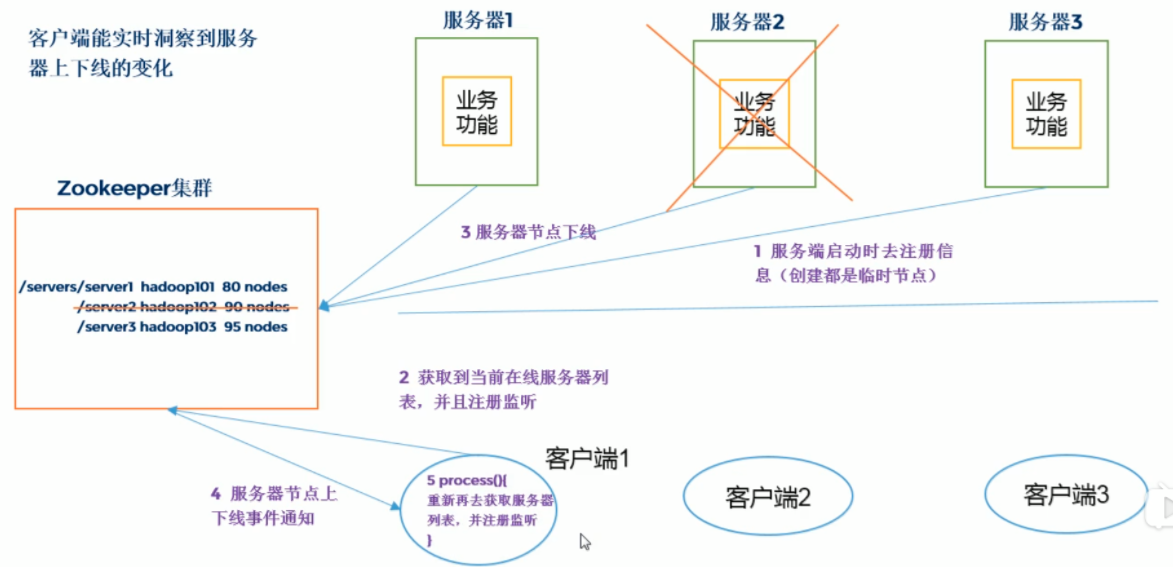 客户端能实时洞察到服务
器上下线的变化
服务器1
服务器2
服务器3
业务
功能
业务
功能
业务
功能
Zookeeper集群
/servers/server1 hadoop101 80 nodes
/server2 hadoop102 90 nodes
/server3 hadoop103 95 nodes
3 服务器节点下线
1 服务端启动时去注册信
息（创建都是临时节点）
2 获取到当前在线服务器列
表，并且注册监听
4 服务器节点上
下线事件通知
5 process(){
重新再去获取服务器
列表，并注册监听
}
客户端1
客户端2
客户端3